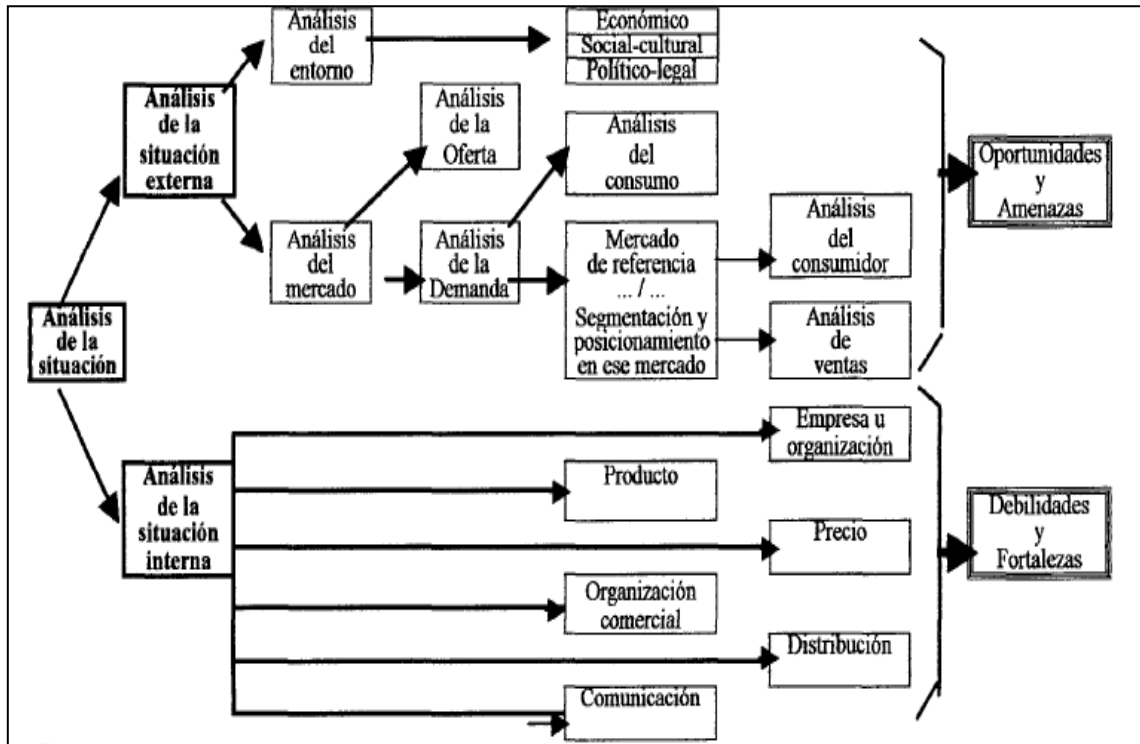 Análisis
del
entorno
Económico
Social-cultural
Político-legal
Análisis
de la
situación
externa
Análisis
de la
Oferta
Análisis
del
consumo
Oportunidades
y
Amenazas
Análisis
del
mercado
Análisis
de la
Demanda
Mercado
de referencia
... / ...
Segmentación y
posicionamiento
en ese mercado
Análisis
del
consumidor
Análisis
de
ventas
Análisis
de la
situación
Empresa u
organización
Análisis
de la
situación
interna
Producto
Precio
Debilidades
y
Fortalezas
Organización
comercial
Distribución
Comunicación